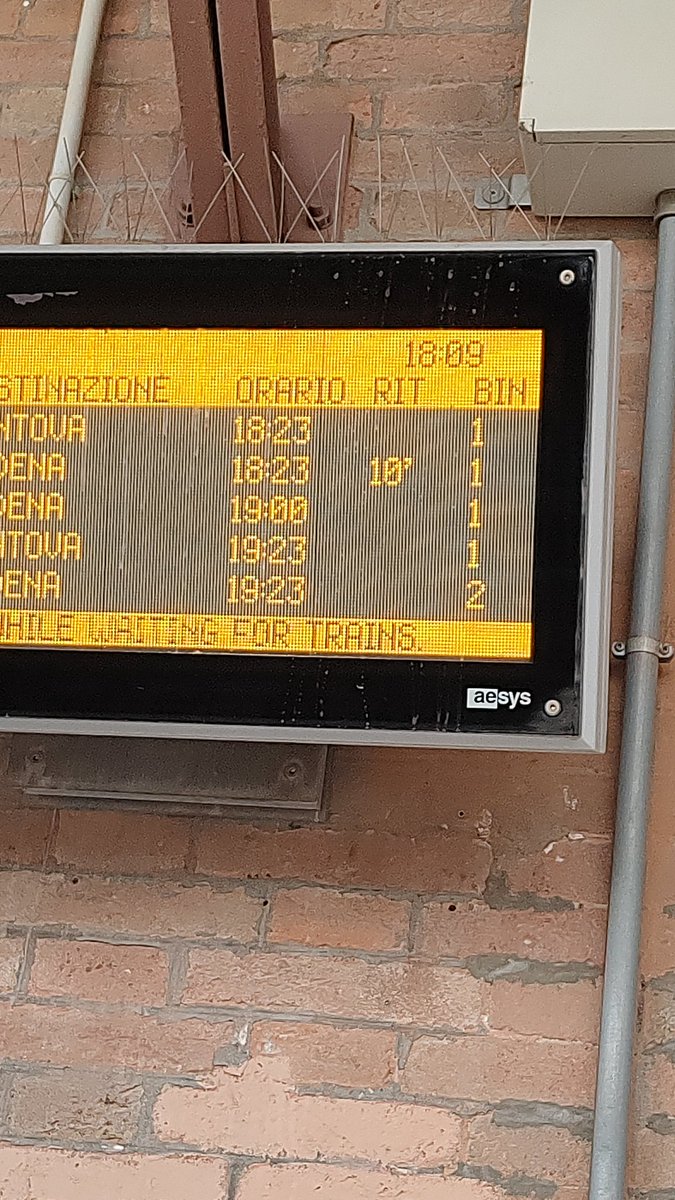 18:09
STINAZIONE ORARIO RIT BIN
NTOVA 18:23 1
DENA 18:23 10' 1
DENA 19:00 1
NTOVA 19:23 1
DENA 19:23 2
WHILE WAITING FOR TRAINS.
aesys